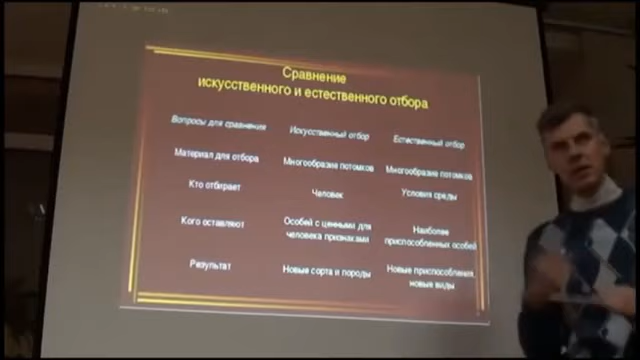 Сравнение
искусственного и естественного отбора
Вопросы для сравнения Искусственный отбор Естественный отбор
Материал для отбора Многообразие потомков Многообразие потомков
Кто отбирает Человек Условия среды
Кого оставляют Особей с ценными для человека признаками Наиболее приспособленных особей
Результат Новые сорта и породы Новые приспособления, новые виды